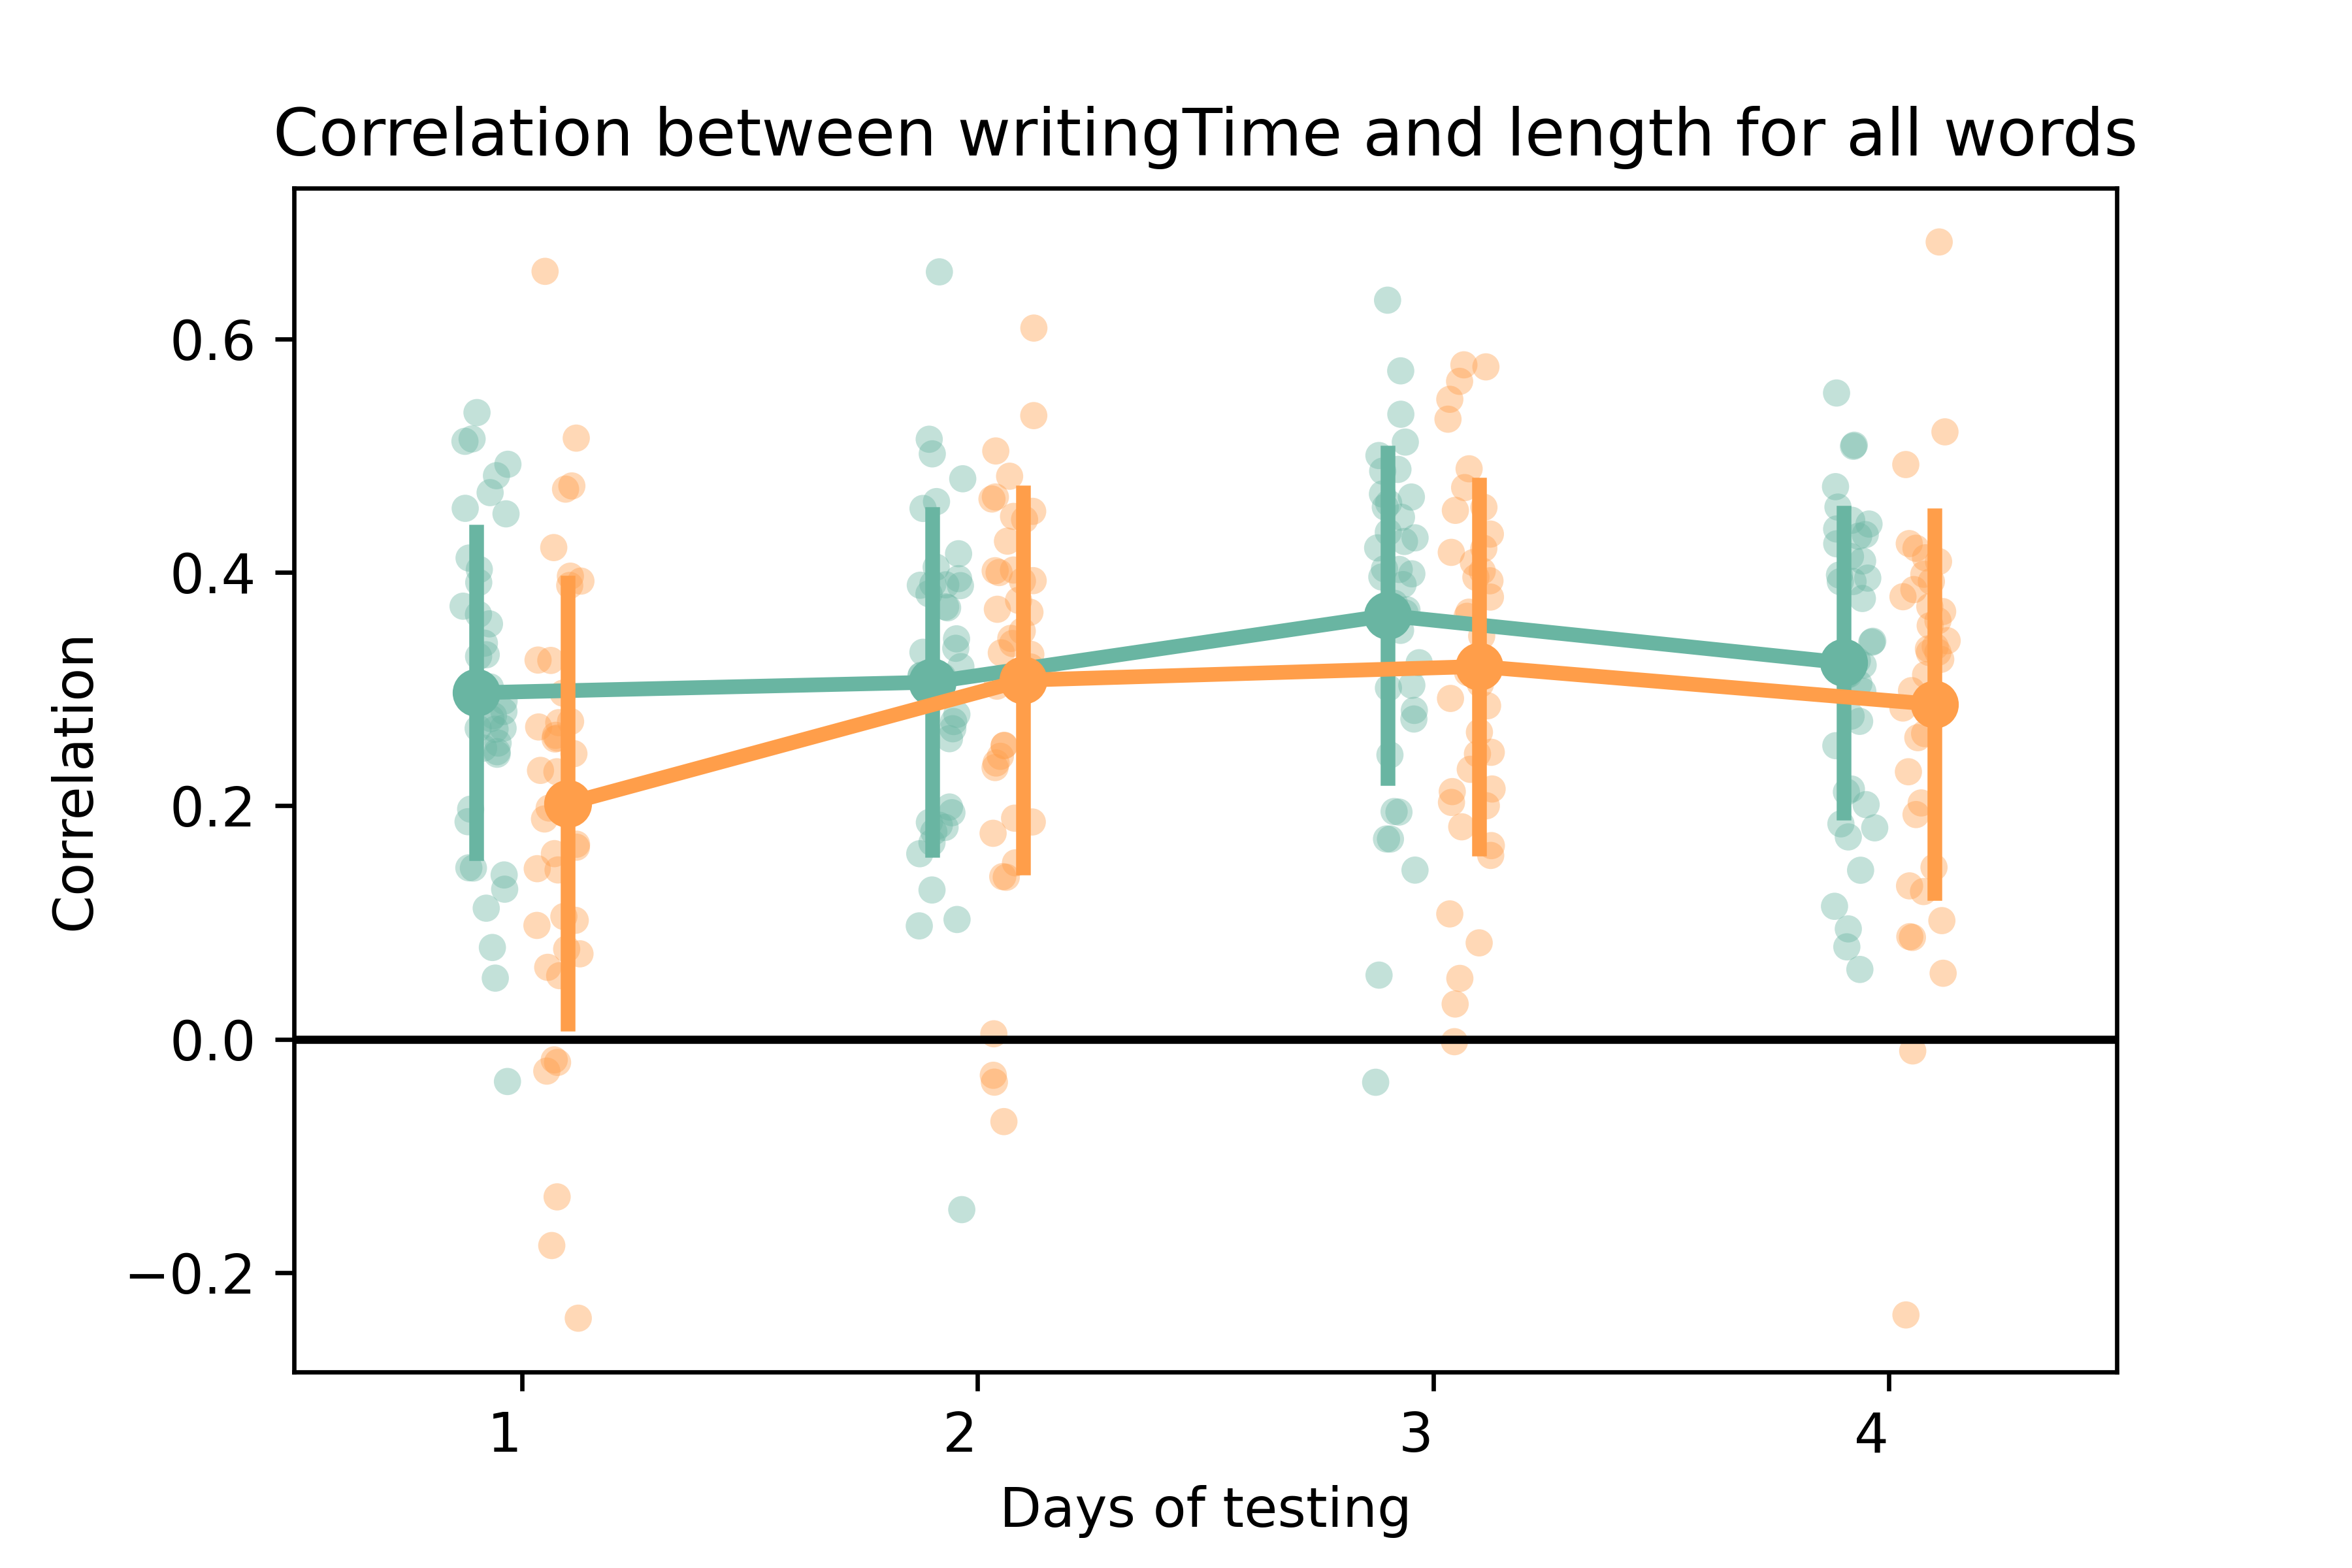 Correlation between writingTime and length for all words
0.6
0.4
0.2
0.0
−0.2
Correlation
1 2 3 4
Days of testing